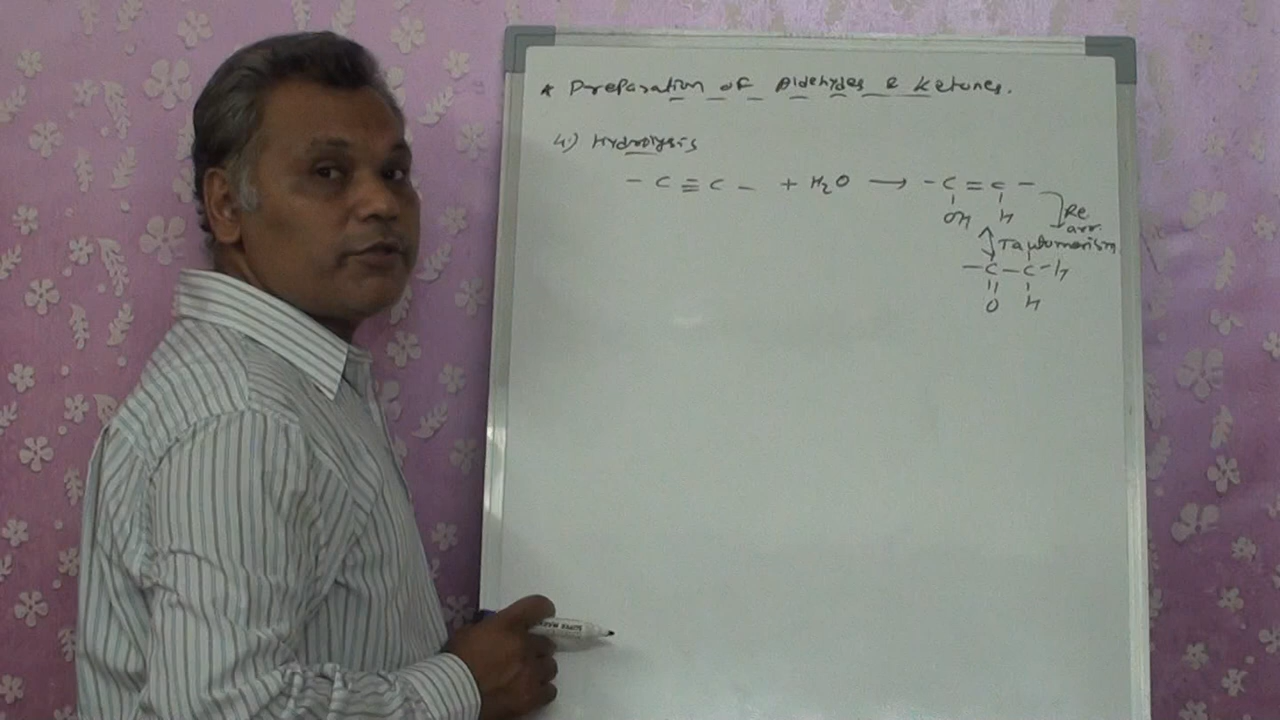 * Preparation of Aldehydes & Ketones.
4.) Hydrolysis
- C ≡ C - + H₂O → - C = C -
OH H
Re
arr.
Tautomerism
- C - C - H
O H